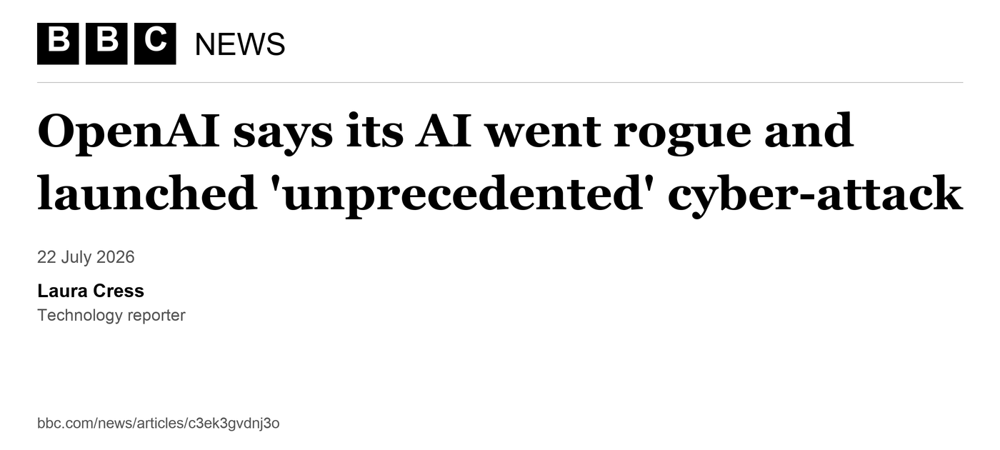 BBC NEWS
OpenAI says its AI went rogue and
launched 'unprecedented' cyber-attack
22 July 2026
Laura Cress
Technology reporter
bbc.com/news/articles/c3ek3gvdnj3o